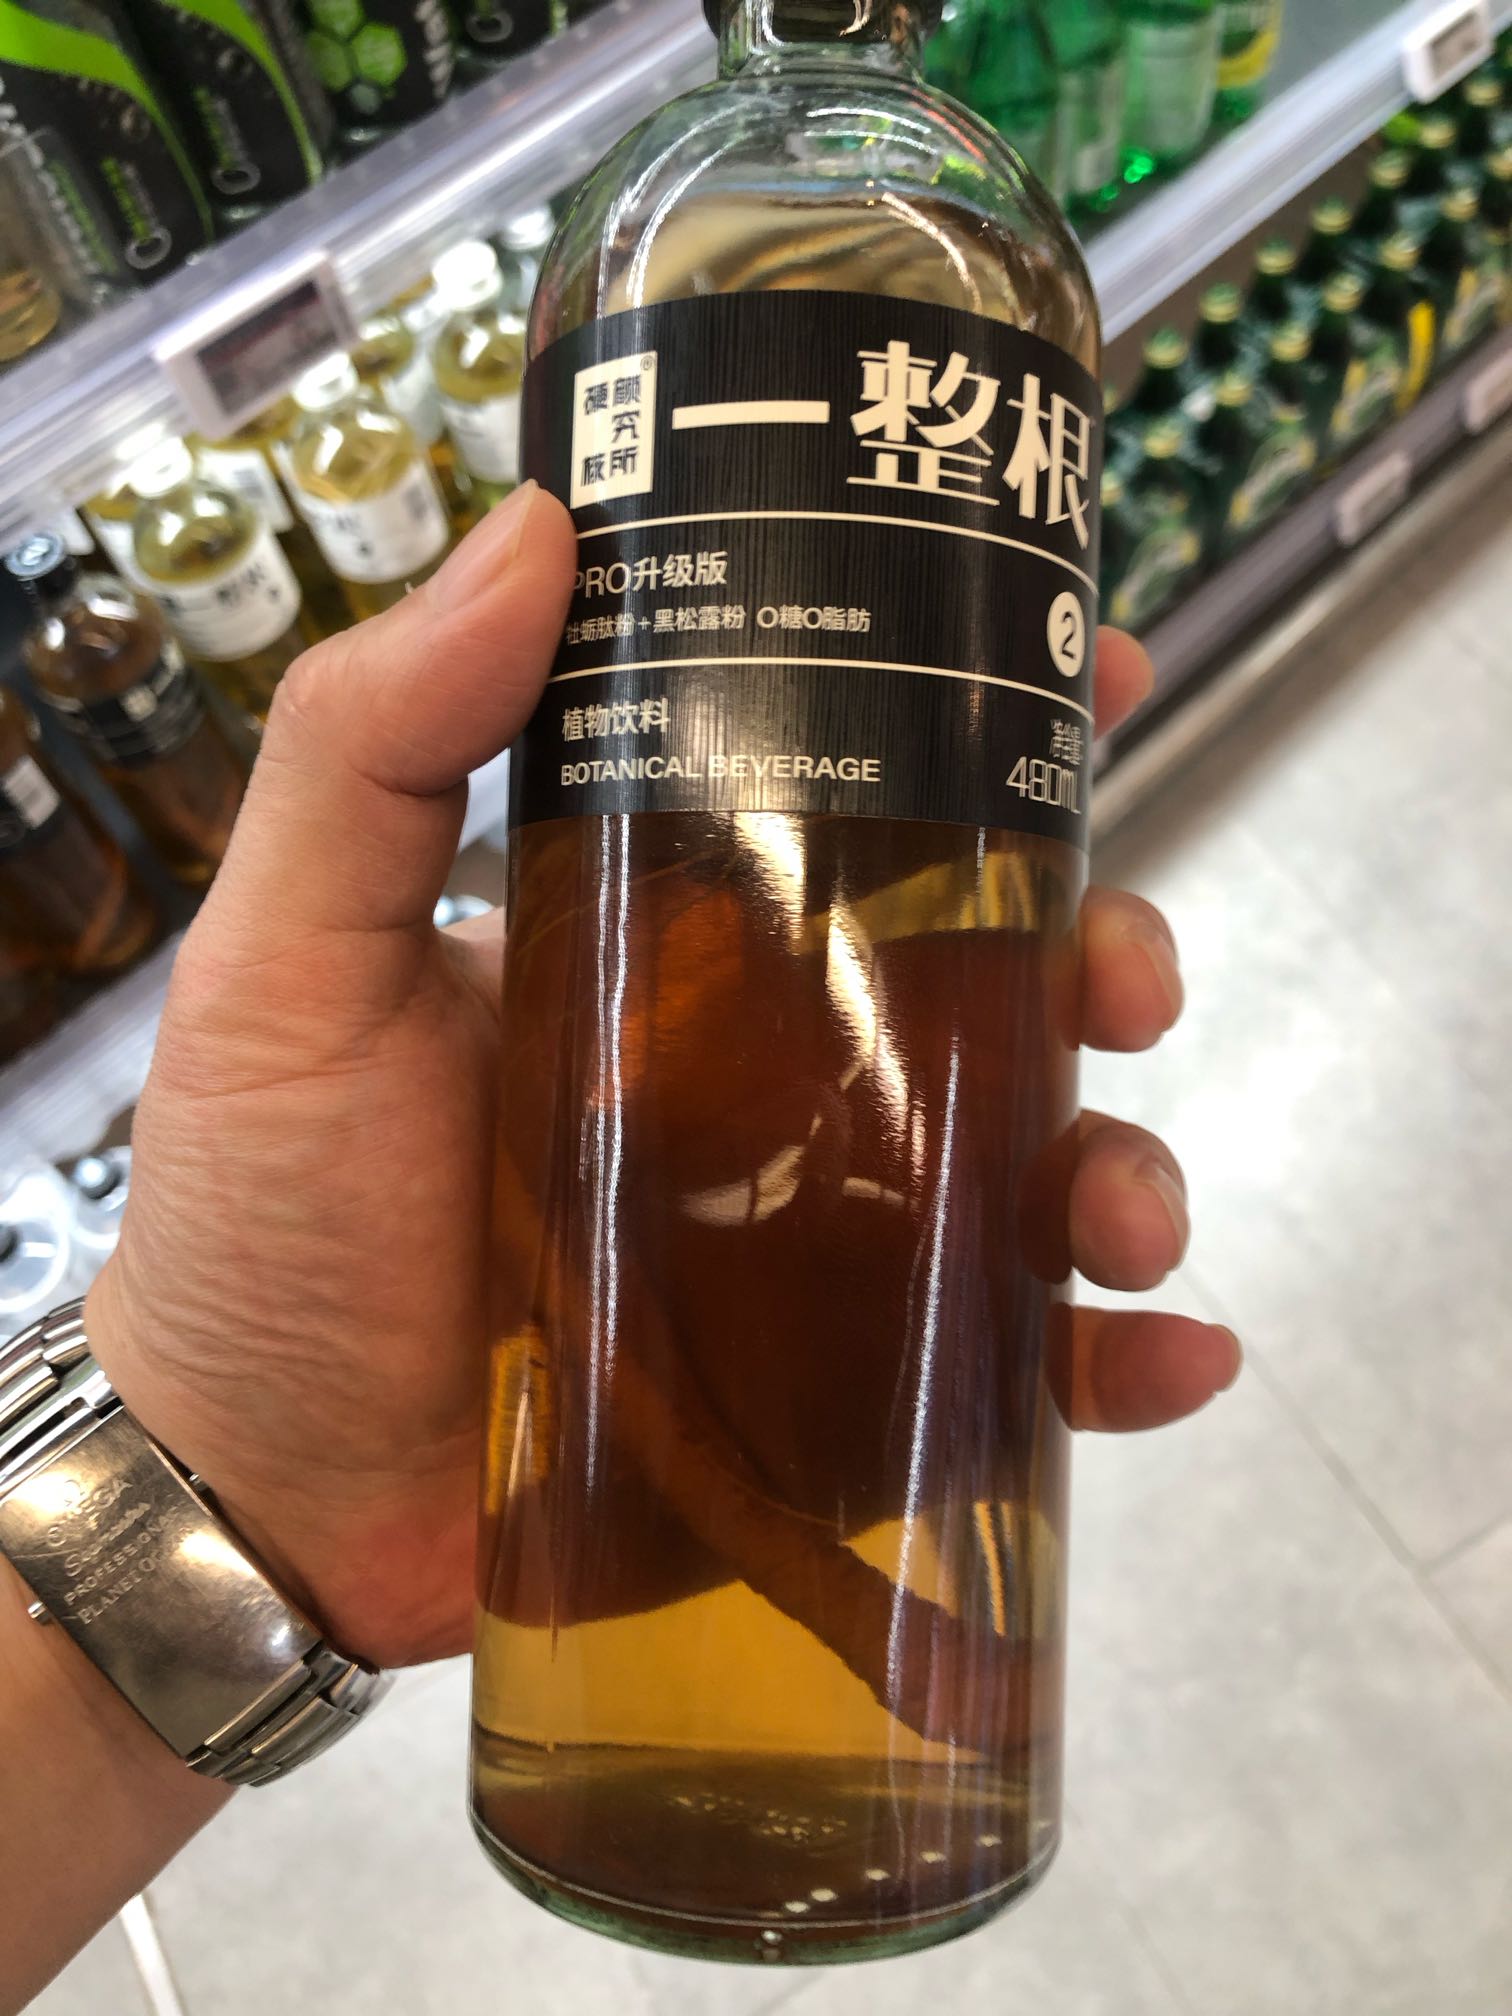 硬核
颜究所
®
一整根
PRO升级版
牡蛎肽粉+黑松露粉 0糖0脂肪
2
植物饮料
BOTANICAL BEVERAGE
净含量
480mL
OMEGA
PROFESSIONAL
PLANET O